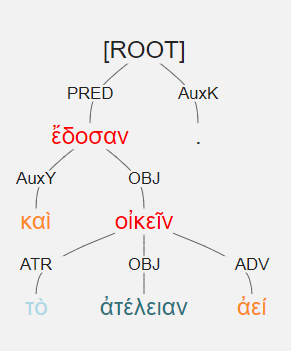 [ROOT]
PRED AuxK
ἔδοσαν .
AuxY OBJ
καὶ οἰκεῖν
ATR OBJ ADV
τὸ ἀτέλειαν ἀεί